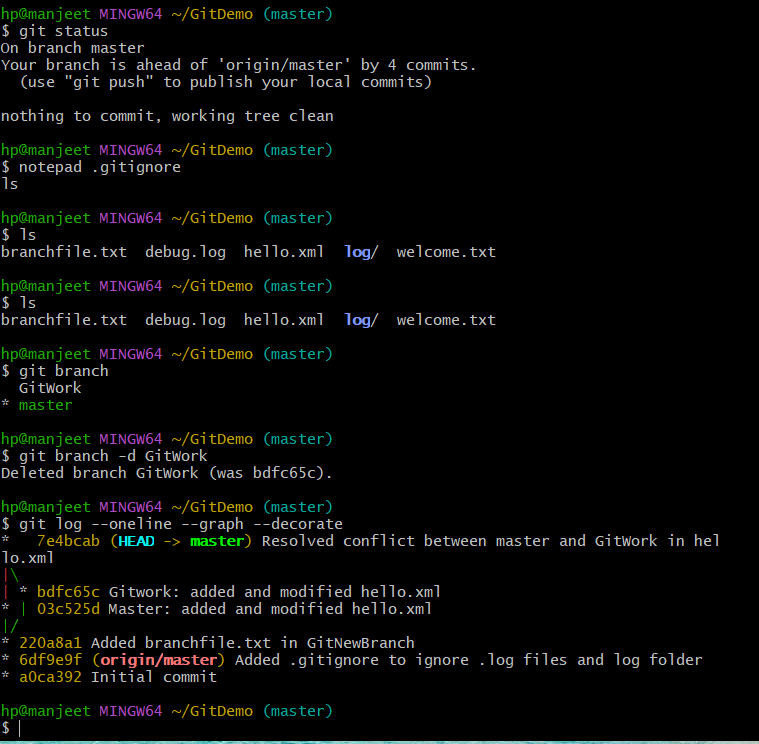 hp@manjeet MINGW64 ~/GitDemo (master)
$ git status
On branch master
Your branch is ahead of 'origin/master' by 4 commits.
  (use "git push" to publish your local commits)

nothing to commit, working tree clean

hp@manjeet MINGW64 ~/GitDemo (master)
$ notepad .gitignore
ls

hp@manjeet MINGW64 ~/GitDemo (master)
$ ls
branchfile.txt  debug.log  hello.xml  log/  welcome.txt

hp@manjeet MINGW64 ~/GitDemo (master)
$ ls
branchfile.txt  debug.log  hello.xml  log/  welcome.txt

hp@manjeet MINGW64 ~/GitDemo (master)
$ git branch
  GitWork
* master

hp@manjeet MINGW64 ~/GitDemo (master)
$ git branch -d GitWork
Deleted branch GitWork (was bdfc65c).

hp@manjeet MINGW64 ~/GitDemo (master)
$ git log --oneline --graph --decorate
*   7e4bcab (HEAD -> master) Resolved conflict between master and GitWork in hel
lo.xml
|\
| * bdfc65c Gitwork: added and modified hello.xml
* | 03c525d Master: added and modified hello.xml
|/
* 220a8a1 Added branchfile.txt in GitNewBranch
* 6df9e9f (origin/master) Added .gitignore to ignore .log files and log folder
* a0ca392 Initial commit

hp@manjeet MINGW64 ~/GitDemo (master)
$